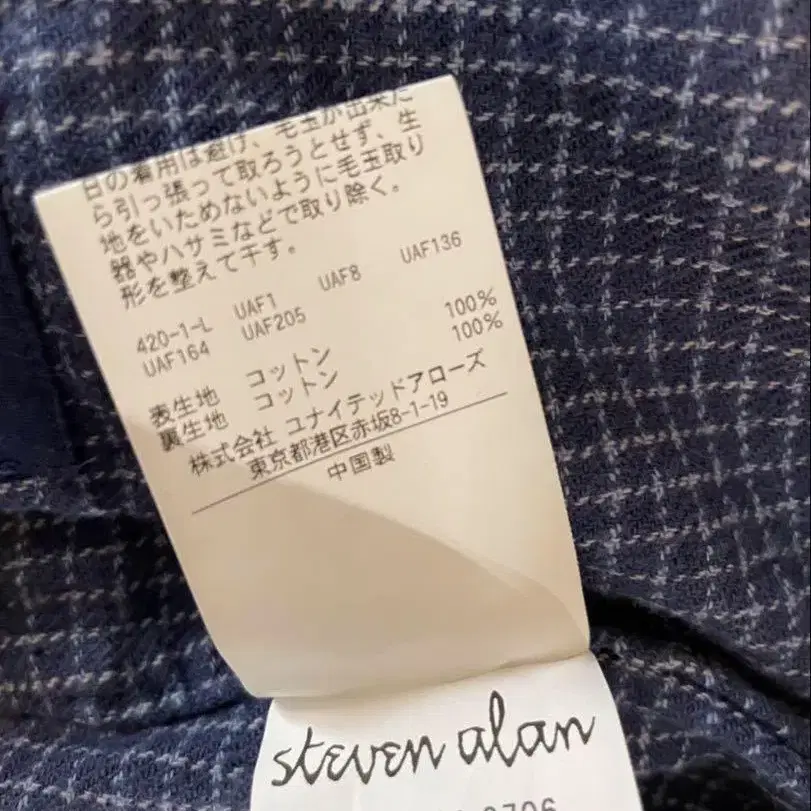 日の着用は避け、毛玉が出来た
ら引っ張って取ろうとせず、生
地をいためないように毛玉取り
器やハサミなどで取り除く。
形を整えて干す。
420-1-L UAF1 UAF8 UAF136
UAF164 UAF205
表生地 コットン 100%
裏生地 コットン 100%
株式会社 ユナイテッドアローズ
東京都港区赤坂8-1-19
中国製
steven alan